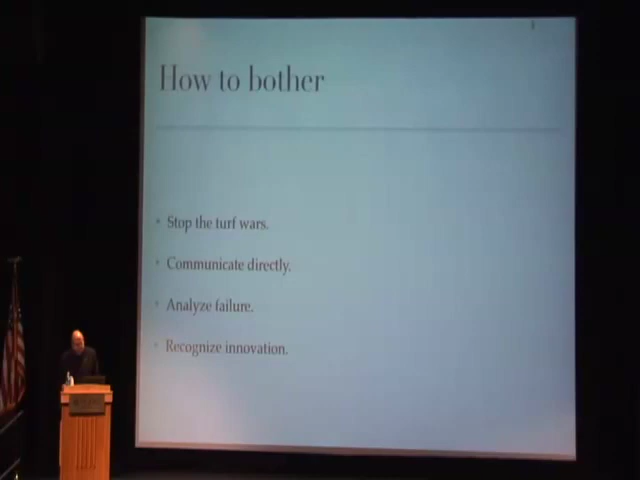 How to bother
Stop the turf wars.
Communicate directly.
Analyze failure.
Recognize innovation.